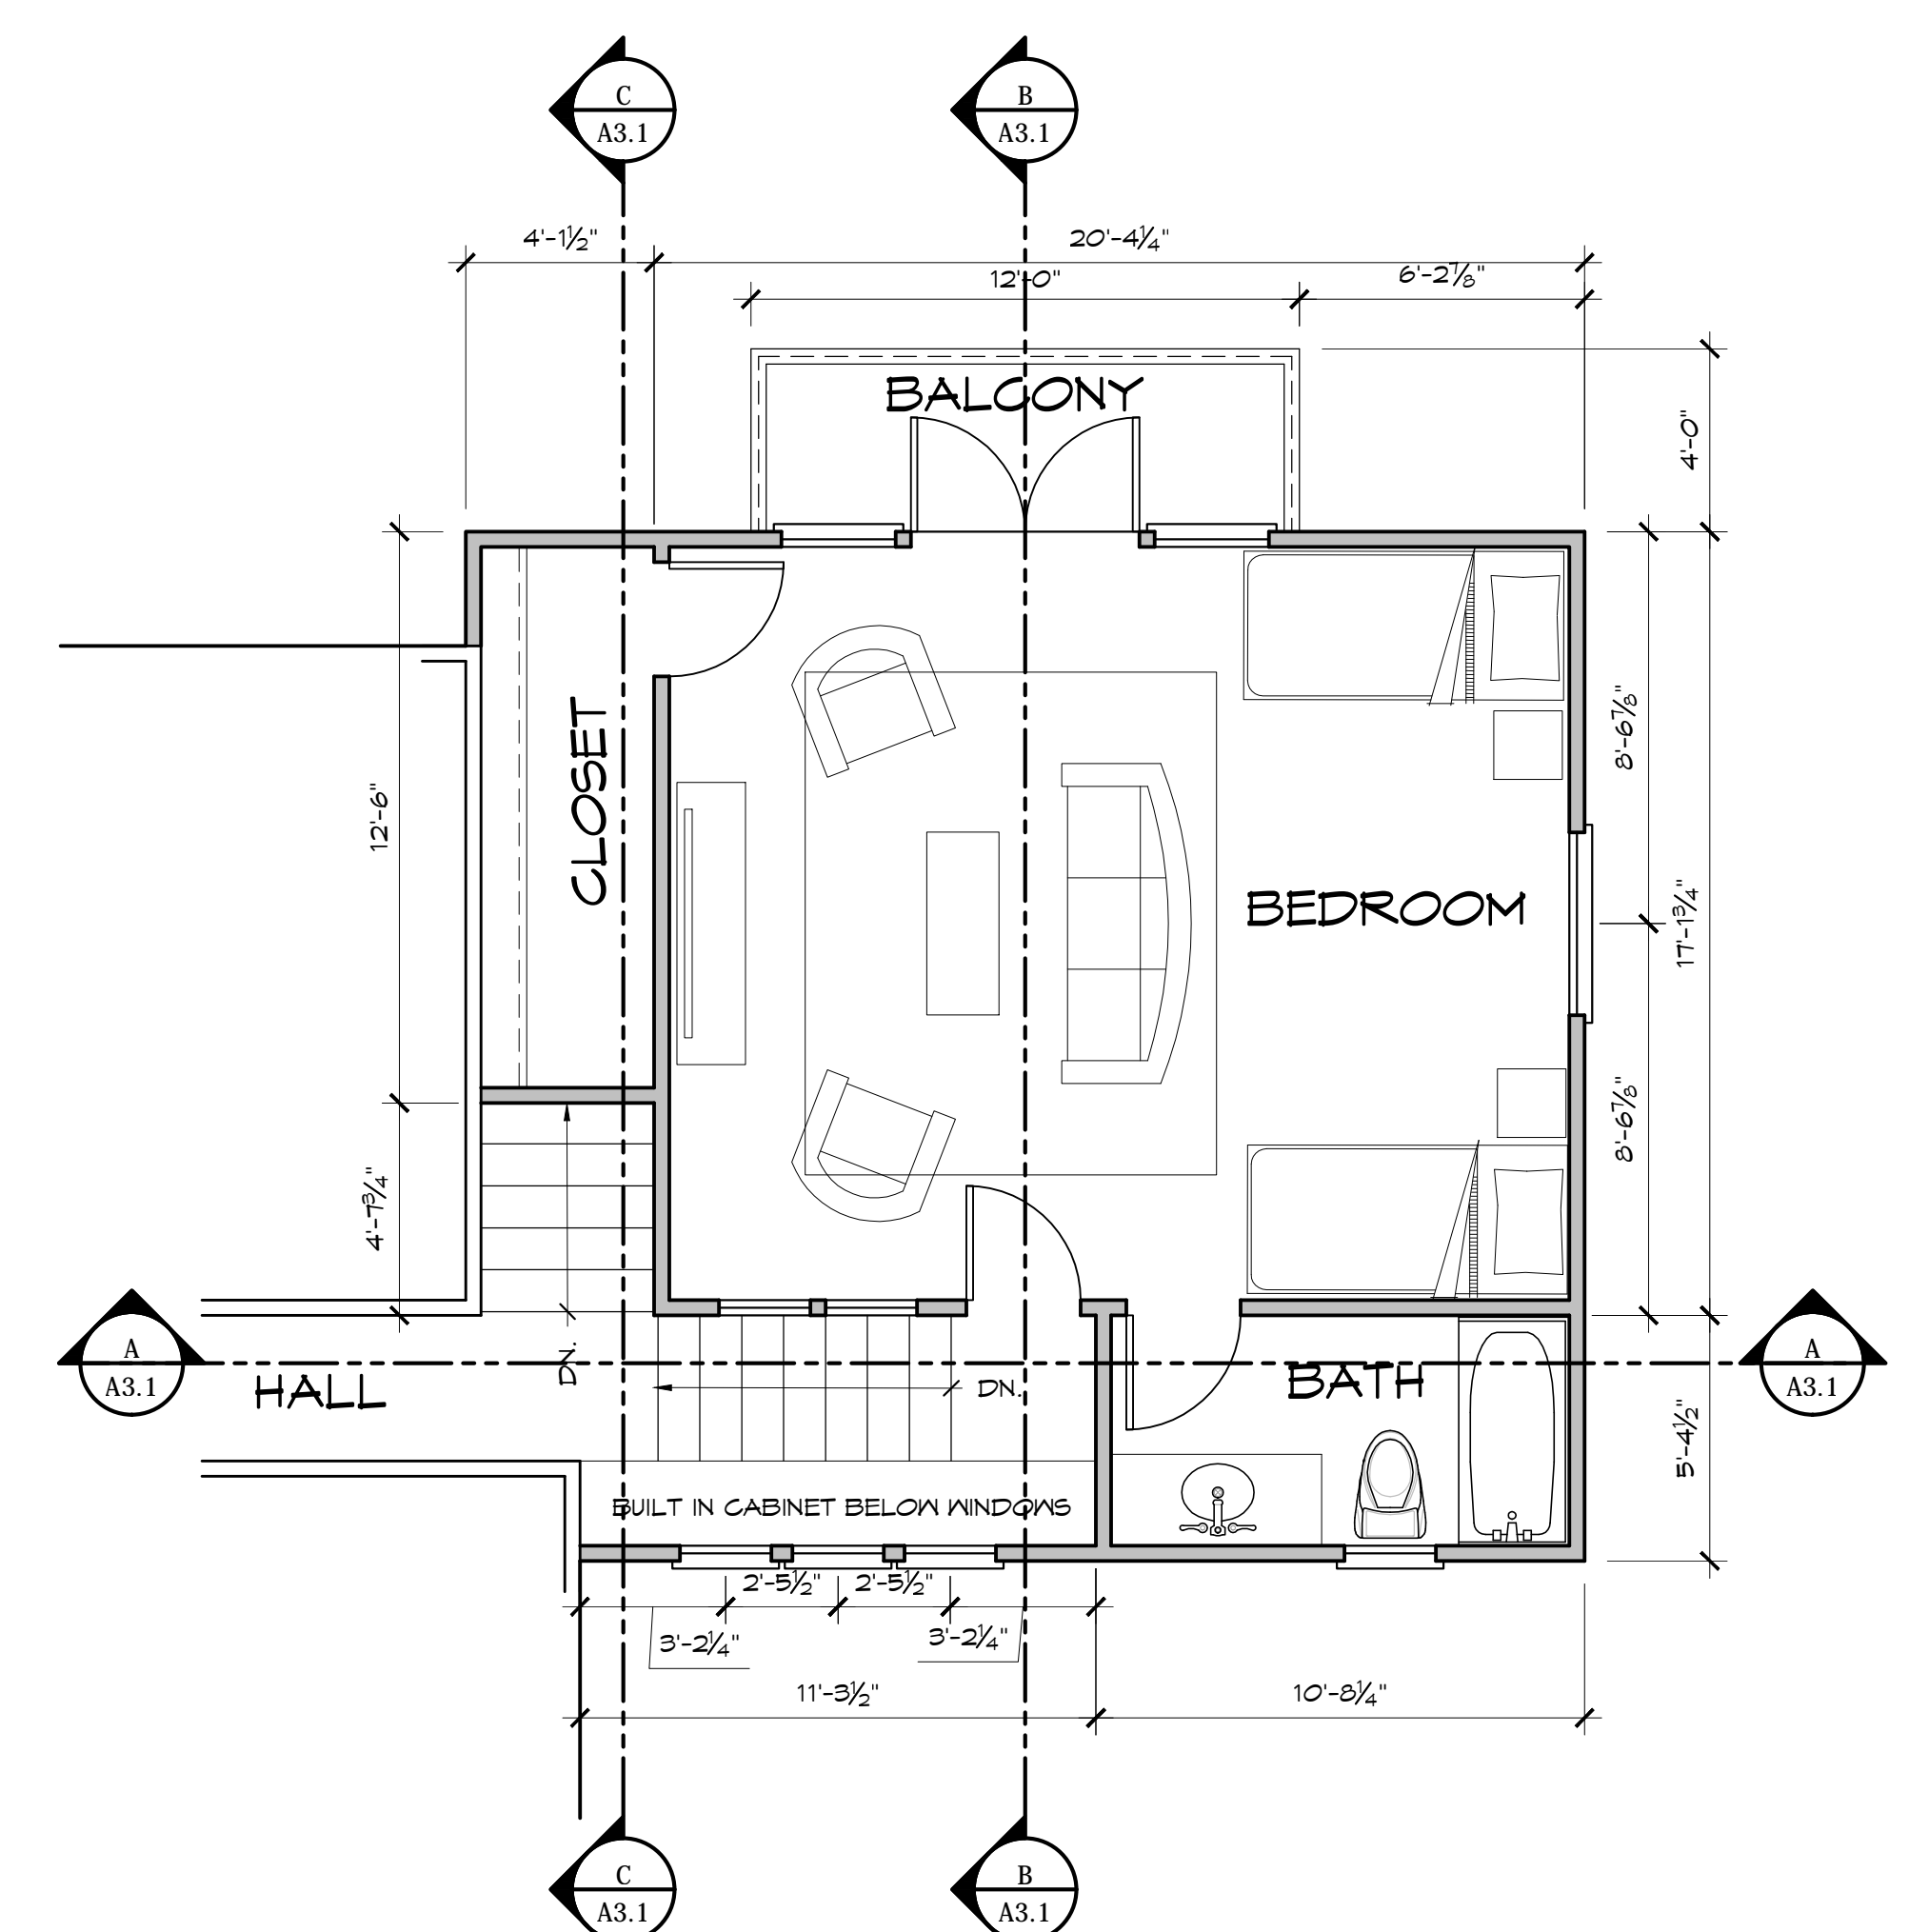 C
A3.1
B
A3.1
4'-1½"
20'-4¼"
12'-0"
6'-2⅞"
BALCONY
4'-0"
CLOSET
12'-6"
BEDROOM
8'-6⅞"
17'-1¾"
8'-6⅞"
4'-7¾"
A
A3.1
HALL
DN.
DN.
BATH
A
A3.1
5'-4½"
BUILT IN CABINET BELOW WINDOWS
2'-5½"
2'-5½"
3'-2¼"
3'-2¼"
11'-3½"
10'-8¼"
C
A3.1
B
A3.1